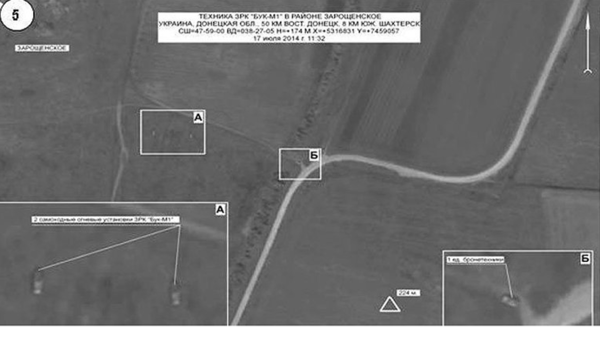 5
ТЕХНИКА ЗРК "БУК-М1" В РАЙОНЕ ЗАРОЩЕНСКОЕ
УКРАИНА, ДОНЕЦКАЯ ОБЛ., 50 КМ ВОСТ. ДОНЕЦК, 8 КМ ЮЖ. ШАХТЕРСК
СШ=47-59-00 ВД=038-27-05 Н=+174 М X=+5316831 Y=+7459057
17 июля 2014 г. 11:32
ЗАРОЩЕНСКОЕ
А
Б
А
2 самоходные огневые установки ЗРК "Бук-М1"
Б
1 ед. бронетехники
224 м.